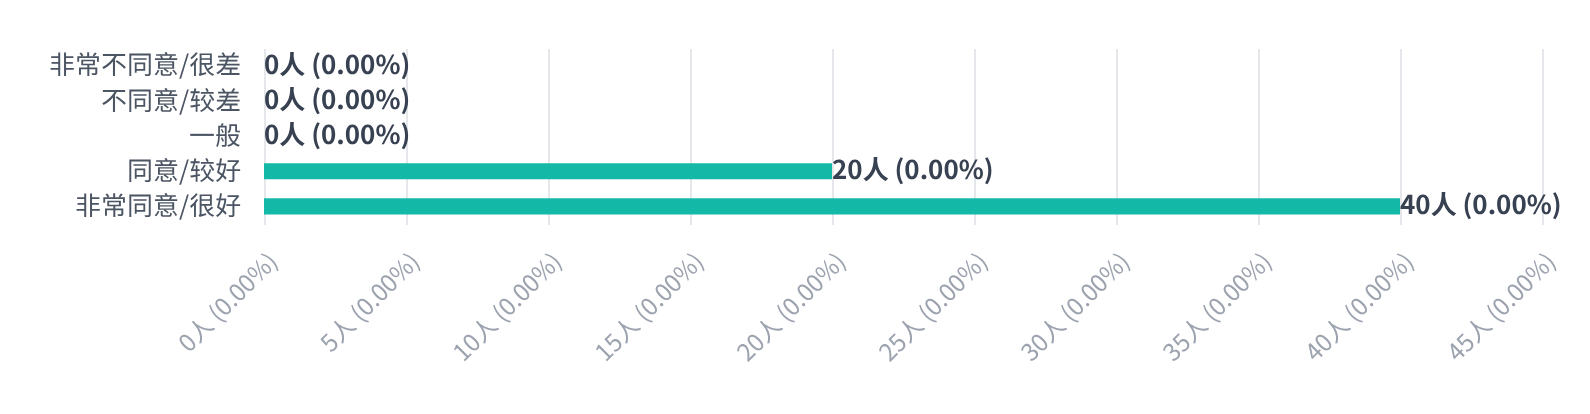 非常不同意/很差 0人 (0.00%)
不同意/较差 0人 (0.00%)
一般 0人 (0.00%)
同意/较好 20人 (0.00%)
非常同意/很好 40人 (0.00%)
0人 (0.00%)
5人 (0.00%)
10人 (0.00%)
15人 (0.00%)
20人 (0.00%)
25人 (0.00%)
30人 (0.00%)
35人 (0.00%)
40人 (0.00%)
45人 (0.00%)